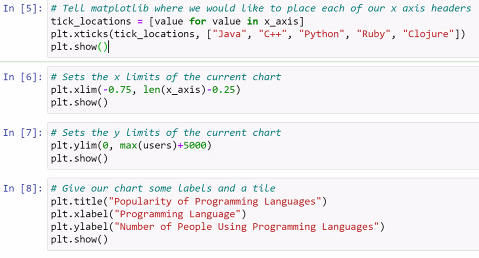 In [5]: # Tell matplotlib where we would like to place each of our x axis headers
tick_locations = [value for value in x_axis]
plt.xticks(tick_locations, ["Java", "C++", "Python", "Ruby", "Clojure"])
plt.show()
In [6]: # Sets the x limits of the current chart
plt.xlim(-0.75, len(x_axis)-0.25)
plt.show()
In [7]: # Sets the y limits of the current chart
plt.ylim(0, max(users)+5000)
plt.show()
In [8]: # Give our chart some labels and a tile
plt.title("Popularity of Programming Languages")
plt.xlabel("Programming Language")
plt.ylabel("Number of People Using Programming Languages")
plt.show()